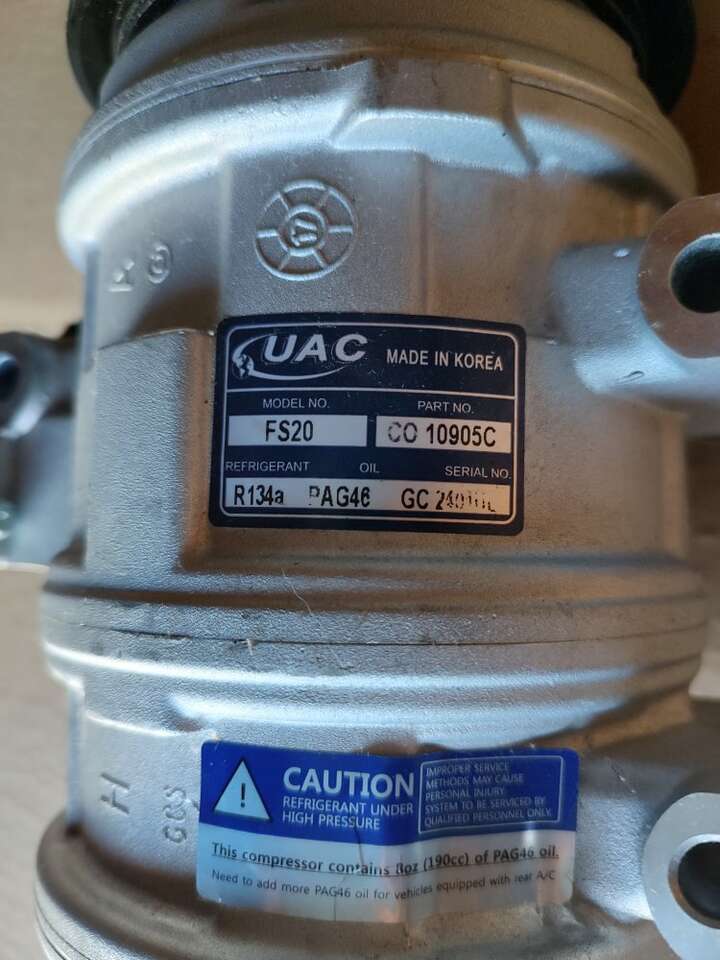 UAC MADE IN KOREA
MODEL NO. PART NO.
FS20 CO 10905C
REFRIGERANT OIL SERIAL NO.
R134a PAG46 GC
H
CAUTION
REFRIGERANT UNDER
HIGH PRESSURE
IMPROPER SERVICE
METHODS MAY CAUSE
PERSONAL INJURY.
SYSTEM TO BE SERVICED BY
QUALIFIED PERSONNEL ONLY.
This compressor contains 8oz (190cc) of PAG46 oil.
Need to add more PAG46 oil for vehicles equipped with rear A/C